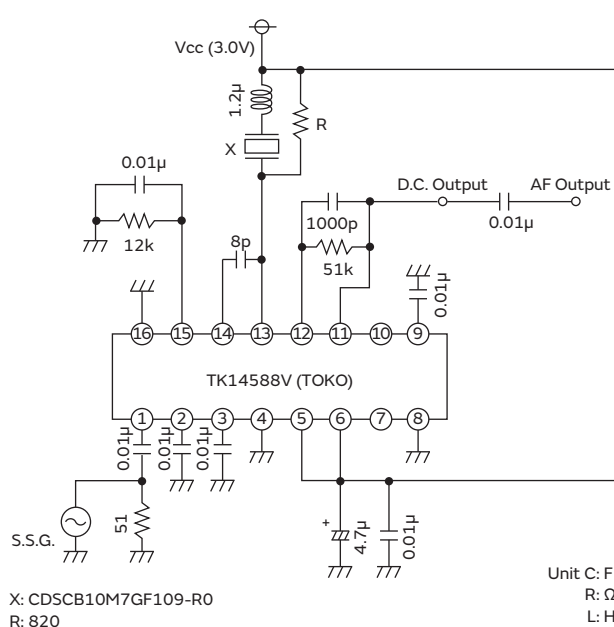 Vcc (3.0V)
1.2μ
R
X
0.01μ
12k
8p
1000p
51k
D.C. Output
AF Output
0.01μ
0.01μ
16 15 14 13 12 11 10 9
TK14588V (TOKO)
1 2 3 4 5 6 7 8
0.01μ
0.01μ
0.01μ
S.S.G.
51
+
4.7μ
0.01μ
X: CDSCB10M7GF109-R0
R: 820
Unit C: F
R: Ω
L: H